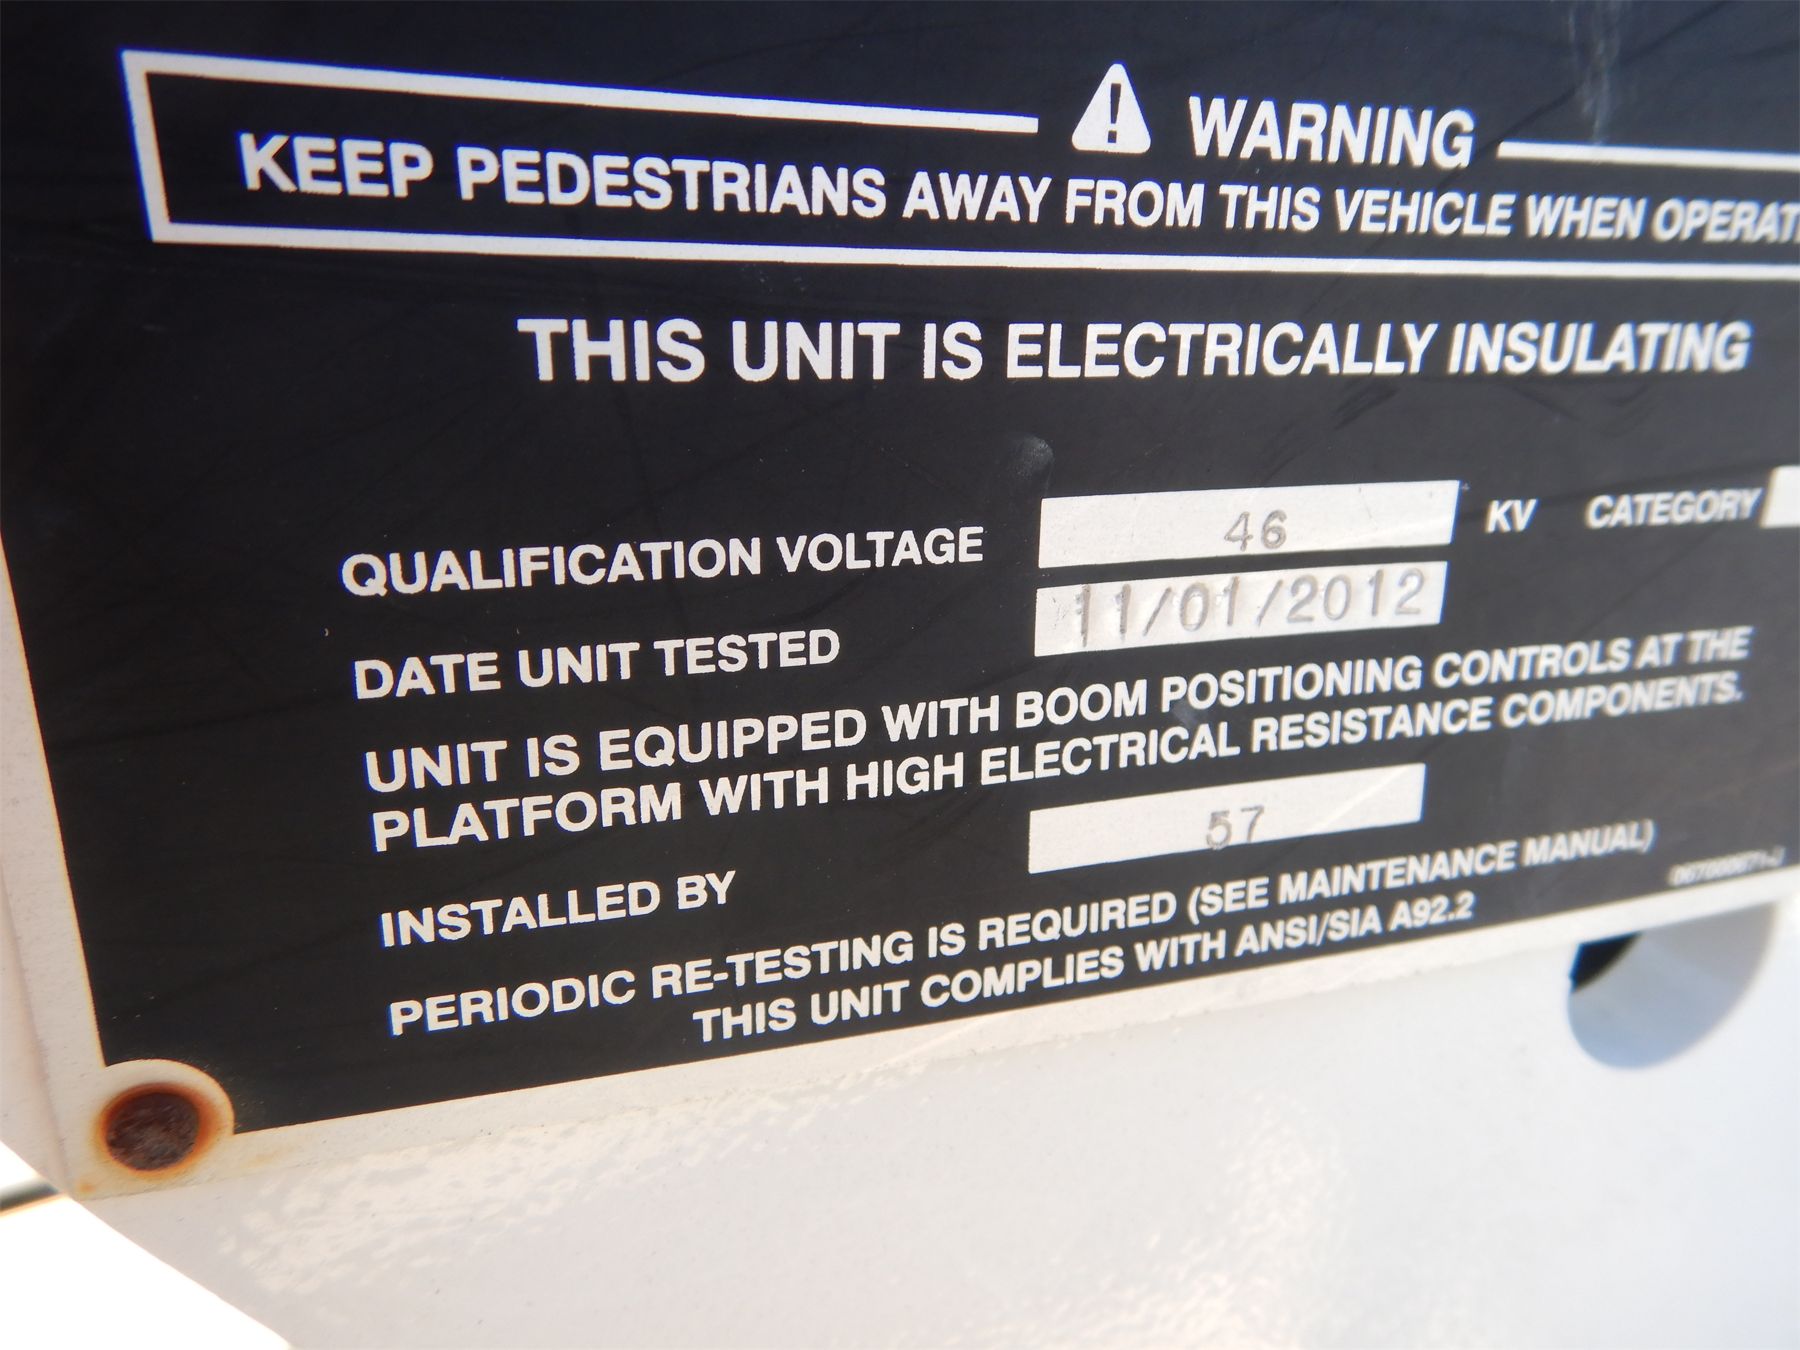 WARNING
KEEP PEDESTRIANS AWAY FROM THIS VEHICLE WHEN OPERAT
THIS UNIT IS ELECTRICALLY INSULATING
QUALIFICATION VOLTAGE 46 KV CATEGORY
DATE UNIT TESTED 11/01/2012
UNIT IS EQUIPPED WITH BOOM POSITIONING CONTROLS AT THE
PLATFORM WITH HIGH ELECTRICAL RESISTANCE COMPONENTS.
INSTALLED BY 57
PERIODIC RE-TESTING IS REQUIRED (SEE MAINTENANCE MANUAL)
THIS UNIT COMPLIES WITH ANSI/SIA A92.2